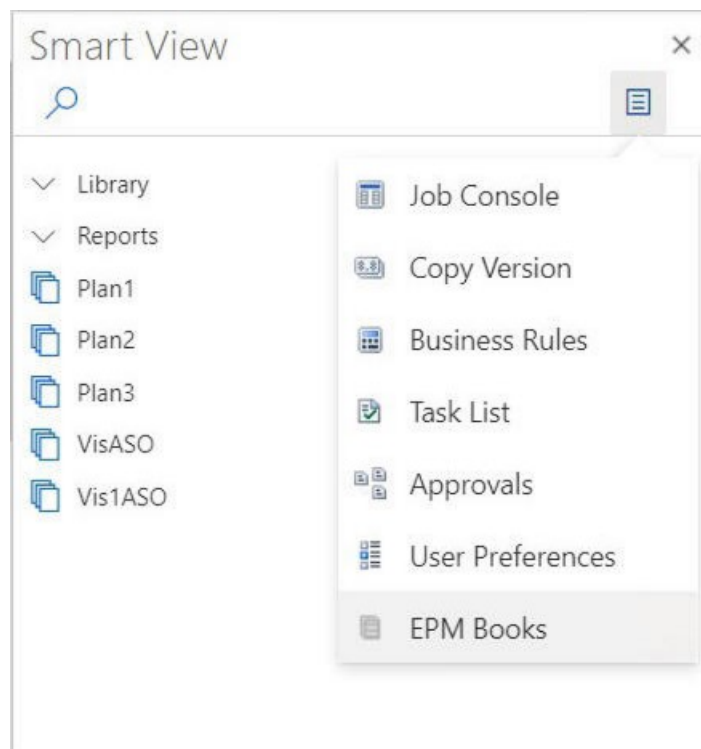 Smart View
Library
Reports
Plan1
Plan2
Plan3
VisASO
Vis1ASO
Job Console
Copy Version
Business Rules
Task List
Approvals
User Preferences
EPM Books